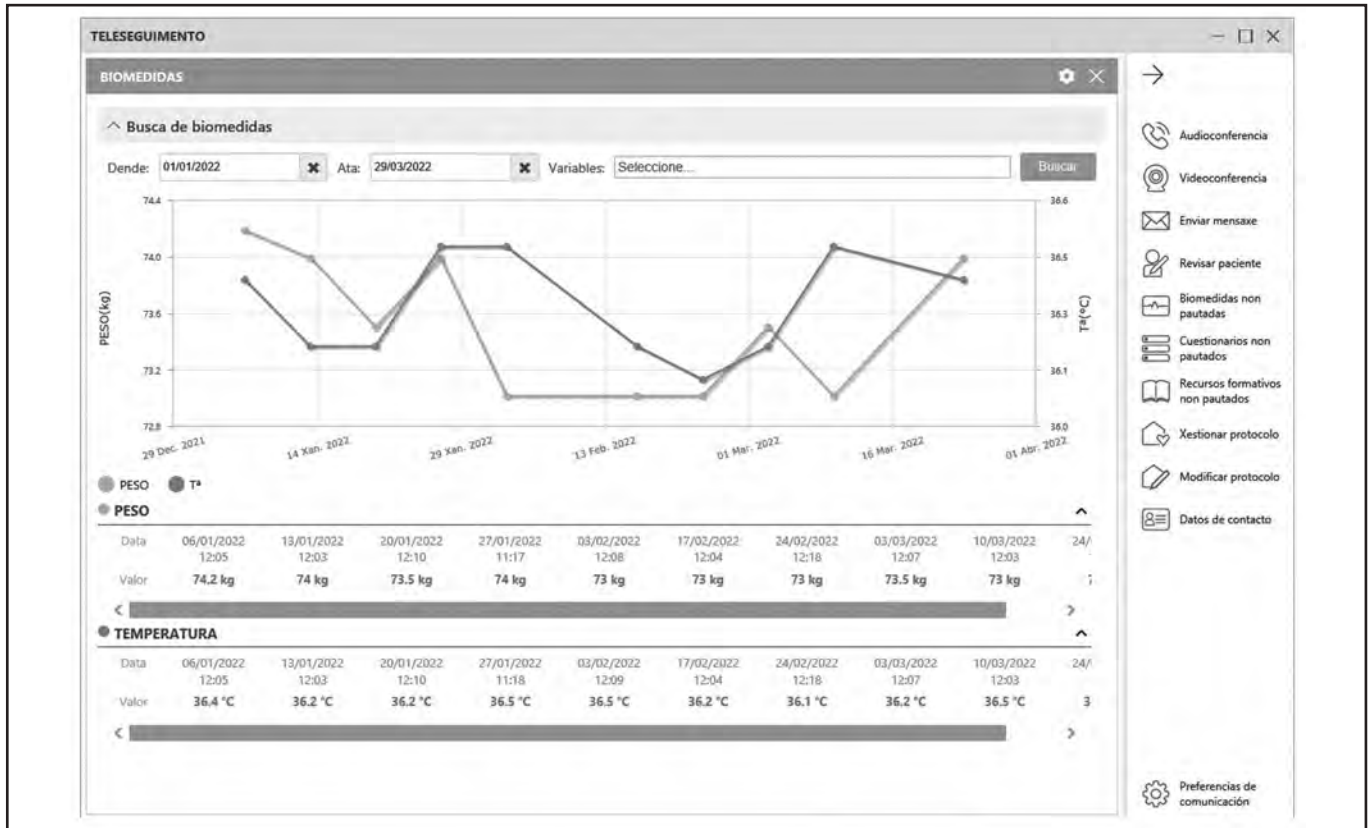 TELESEGUIMENTO
BIOMEDIDAS
Busca de biomedidas
Dende: 01/01/2022 Ata: 29/03/2022 Variables: Seleccione... Buscar
74.4 36.6
74.0 36.5
73.6 36.3
73.2 36.1
72.8 36.0
PESO(kg)
Tª(ºC)
29 Dec. 2021 14 Xan. 2022 29 Xan. 2022 13 Feb. 2022 01 Mar. 2022 16 Mar. 2022 01 Abr. 2022
PESO Tª
PESO
Data 06/01/2022 13/01/2022 20/01/2022 27/01/2022 03/02/2022 17/02/2022 24/02/2022 03/03/2022 10/03/2022 24/
12:05 12:03 12:10 11:17 12:08 12:04 12:18 12:07 12:03
Valor 74.2 kg 74 kg 73.5 kg 74 kg 73 kg 73 kg 73 kg 73.5 kg 73 kg
TEMPERATURA
Data 06/01/2022 13/01/2022 20/01/2022 27/01/2022 03/02/2022 17/02/2022 24/02/2022 03/03/2022 10/03/2022 24/
12:05 12:03 12:10 11:18 12:09 12:04 12:18 12:07 12:03
Valor 36.4 °C 36.2 °C 36.2 °C 36.5 °C 36.5 °C 36.2 °C 36.1 °C 36.2 °C 36.5 °C 3
Audioconferencia
Videoconferencia
Enviar mensaxe
Revisar paciente
Biomedidas non
pautadas
Cuestionarios non
pautados
Recursos formativos
non pautados
Xestionar protocolo
Modificar protocolo
Datos de contacto
Preferencias de
comunicación